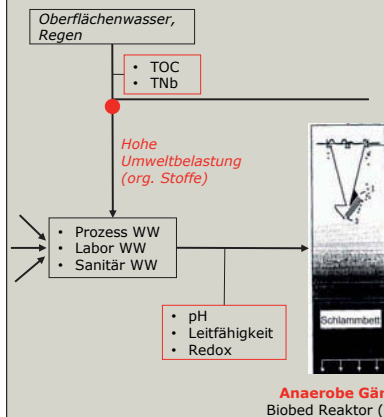 Oberflächenwasser,
Regen
• TOC
• TNb
Hohe
Umweltbelastung
(org. Stoffe)
• Prozess WW
• Labor WW
• Sanitär WW
• pH
• Leitfähigkeit
• Redox
Schlammbett
Anaerobe Gär
Biobed Reaktor (